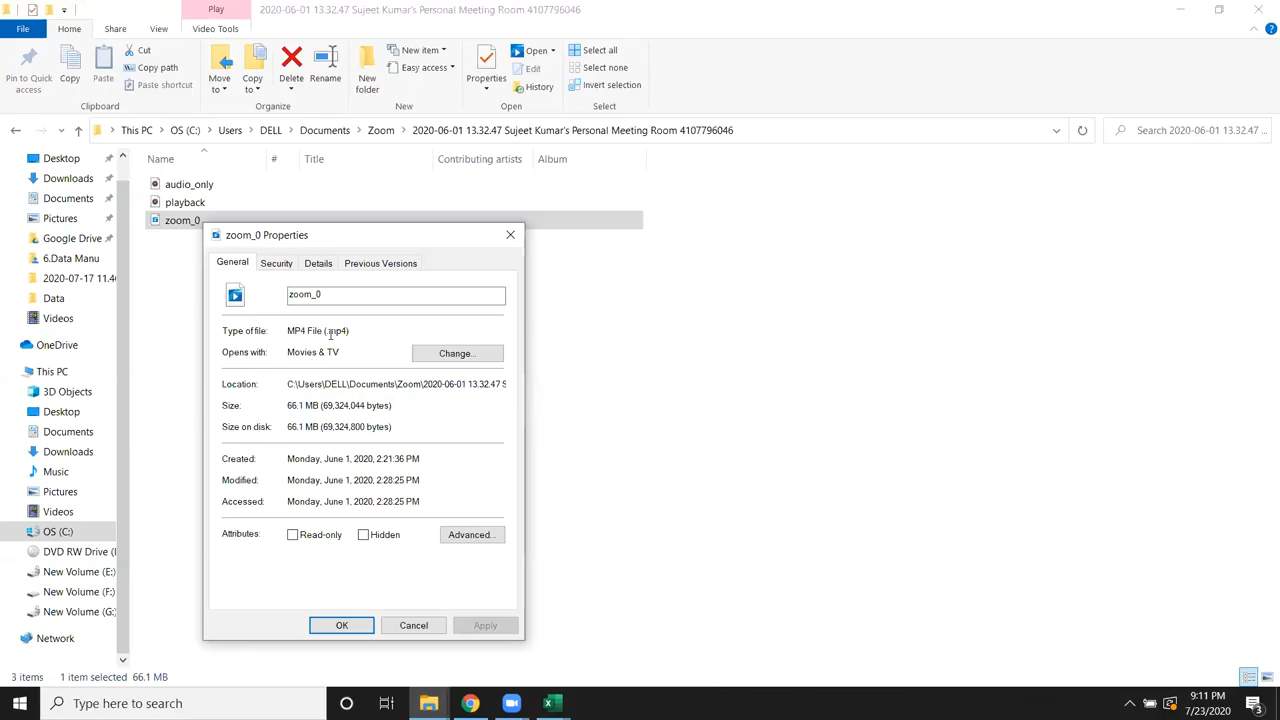 Play
2020-06-01 13.32.47 Sujeet Kumar's Personal Meeting Room 4107796046
File Home Share View Video Tools
Pin to Quick access
Copy
Paste
Cut
Copy path
Paste shortcut
Clipboard
Move to
Copy to
Delete
Rename
Organize
New folder
New item
Easy access
New
Properties
Open
Edit
History
Open
Select all
Select none
Invert selection
Select
This PC OS (C:) Users DELL Documents Zoom 2020-06-01 13.32.47 Sujeet Kumar's Personal Meeting Room 4107796046
Search 2020-06-01 13.32.47 ...
Desktop
Downloads
Documents
Pictures
Google Drive
6.Data Manu
2020-07-17 11.4
Data
Videos
OneDrive
This PC
3D Objects
Desktop
Documents
Downloads
Music
Pictures
Videos
OS (C:)
DVD RW Drive (
New Volume (E:)
New Volume (F:)
New Volume (G:)
Network
Name # Title Contributing artists Album
audio_only
playback
zoom_0
zoom_0 Properties
General Security Details Previous Versions
zoom_0
Type of file: MP4 File (.mp4)
Opens with: Movies & TV Change...
Location: C:\Users\DELL\Documents\Zoom\2020-06-01 13.32.47 S
Size: 66.1 MB (69,324,044 bytes)
Size on disk: 66.1 MB (69,324,800 bytes)
Created: Monday, June 1, 2020, 2:21:36 PM
Modified: Monday, June 1, 2020, 2:28:25 PM
Accessed: Monday, June 1, 2020, 2:28:25 PM
Attributes: Read-only Hidden Advanced...
OK Cancel Apply
3 items 1 item selected 66.1 MB
Type here to search
9:11 PM
7/23/2020
3